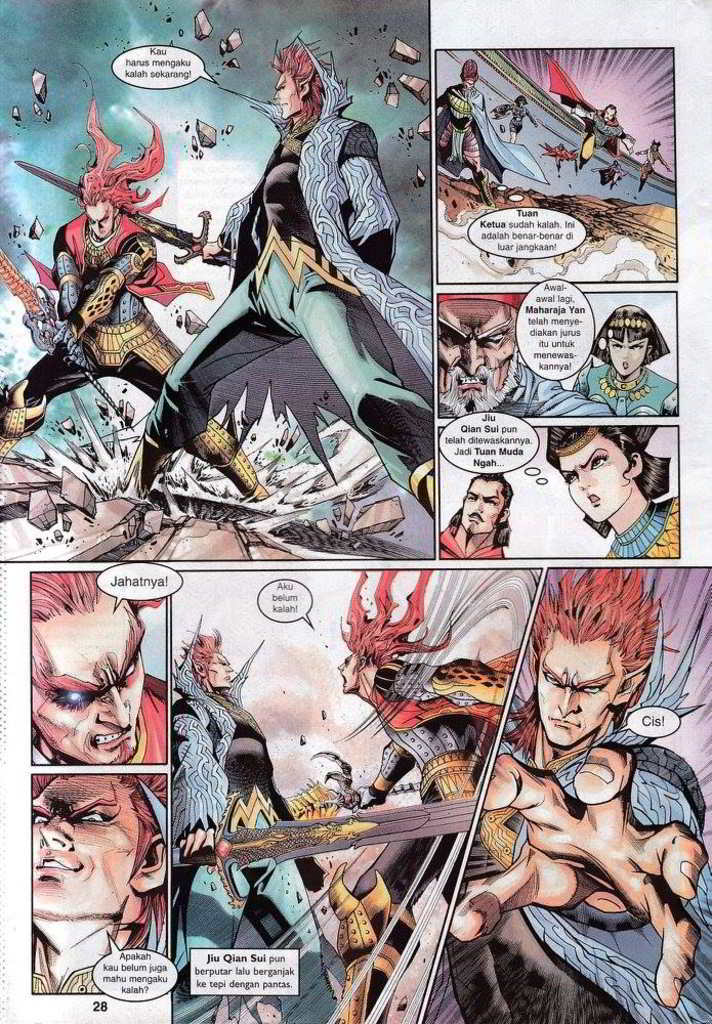 Kau
harus mengaku
kalah sekarang!
Tuan
Ketua sudah kalah. Ini
adalah benar-benar di
luar jangkaan!
Awal-
awal lagi,
Maharaja Yan
telah menye-
diakan jurus
itu untuk
menewas-
kannya!
Jiu
Qian Sui pun
telah ditewaskannya.
Jadi Tuan Muda
Ngah...
Jahatnya!
Apakah
kau belum juga
mahu mengaku
kalah?
Aku
belum
kalah!
Jiu Qian Sui pun
berputar lalu berganjak
ke tepi dengan pantas.
Cis!
28